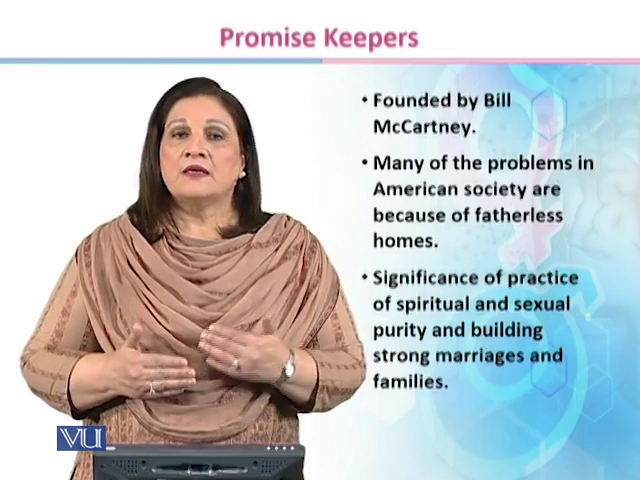 Promise Keepers
• Founded by Bill
McCartney.
• Many of the problems in
American society are
because of fatherless
homes.
• Significance of practice
of spiritual and sexual
purity and building
strong marriages and
families.
VU